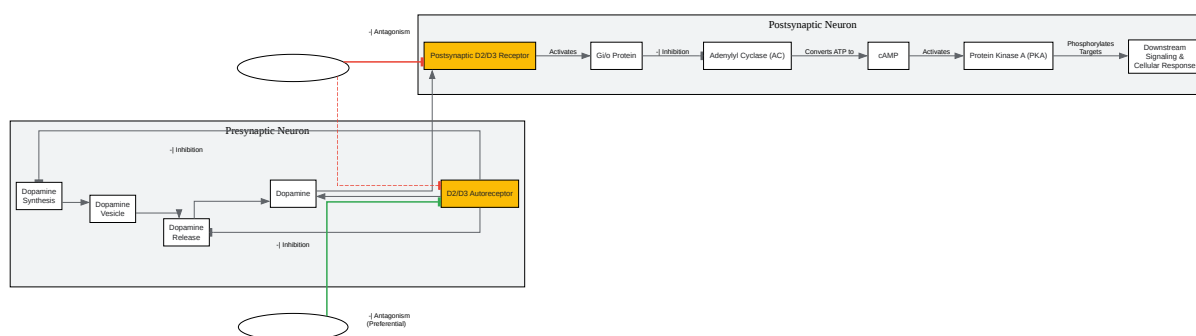 Postsynaptic Neuron
-| Antagonism
Postsynaptic D2/D3 Receptor
Activates
Gi/o Protein
-| Inhibition
Adenylyl Cyclase (AC)
Converts ATP to
cAMP
Activates
Protein Kinase A (PKA)
Phosphorylates
Targets
Downstream
Signaling &
Cellular Response
Presynaptic Neuron
-| Inhibition
Dopamine
Synthesis
Dopamine
Vesicle
Dopamine
Release
Dopamine
D2/D3 Autoreceptor
-| Inhibition
-| Antagonism
(Preferential)